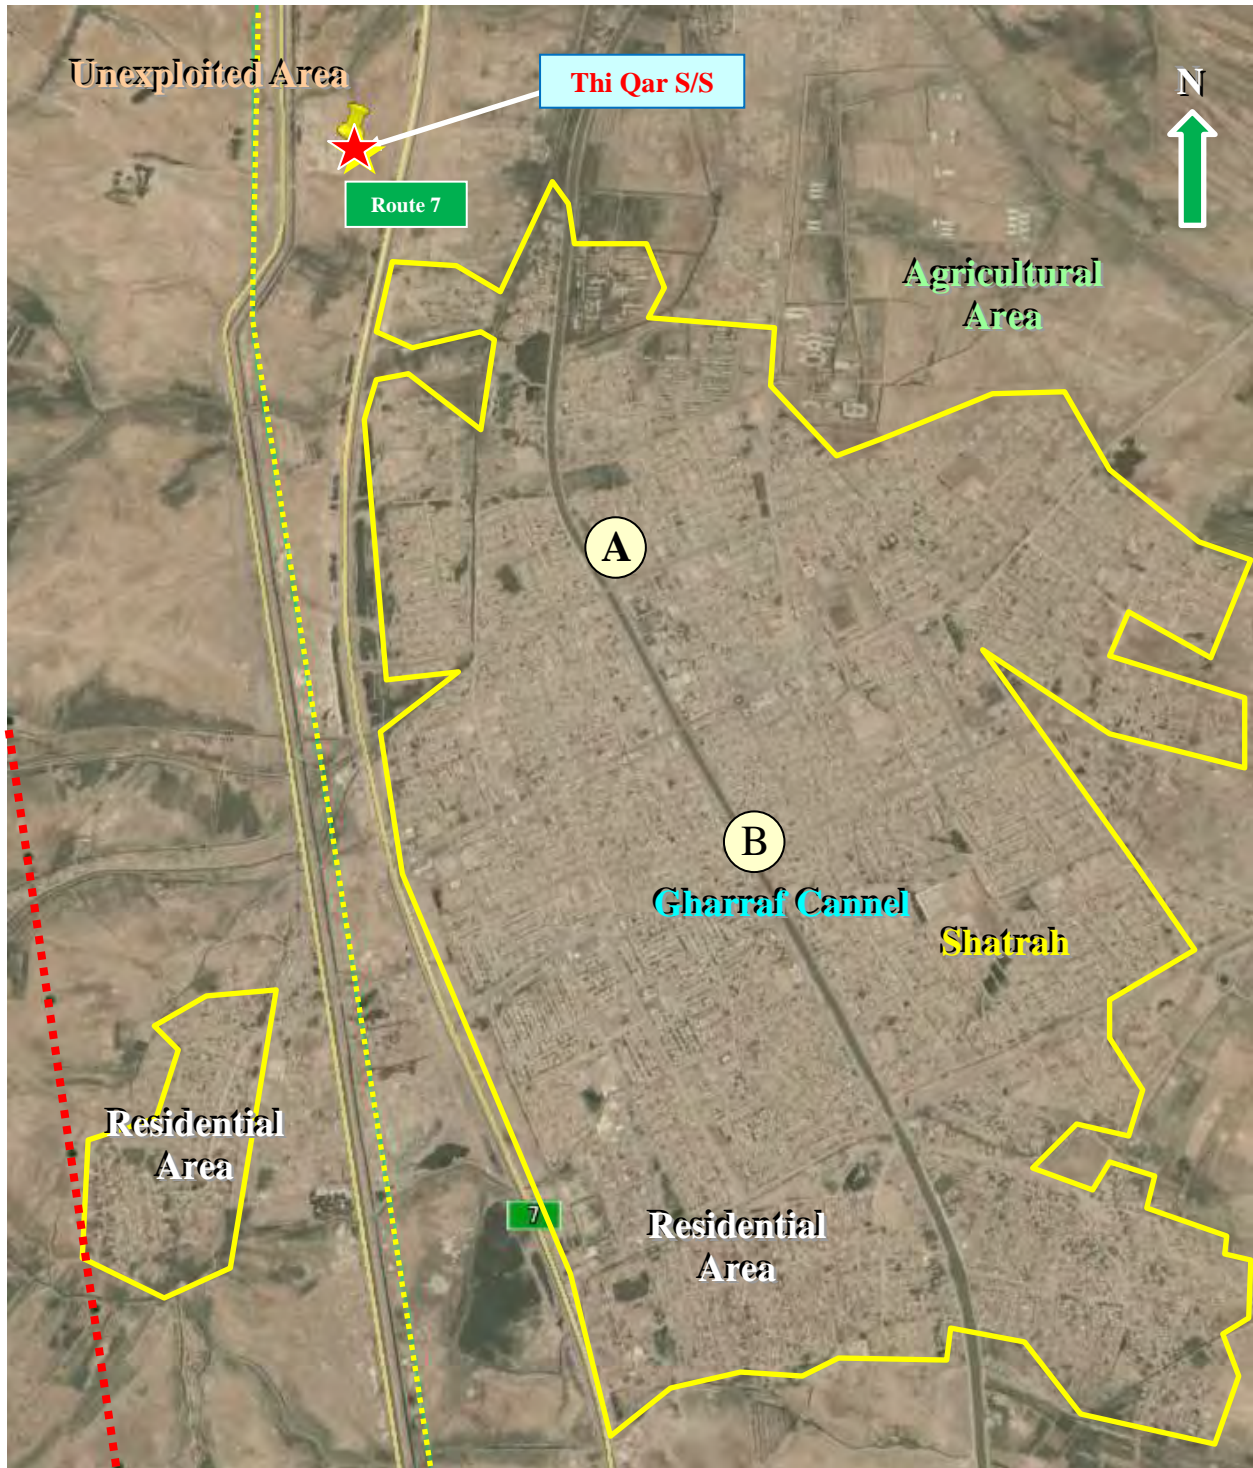 Unexploited Area
Thi Qar S/S
N
Route 7
Agricultural
Area
A
B
Gharraf Cannel
Shatrah
Residential
Area
7
Residential
Area